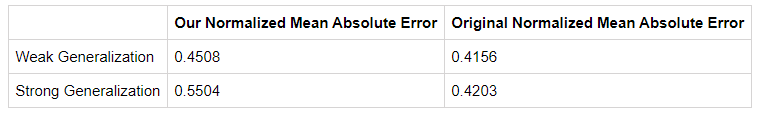 Our Normalized Mean Absolute Error Original Normalized Mean Absolute Error
Weak Generalization 0.4508 0.4156
Strong Generalization 0.5504 0.4203